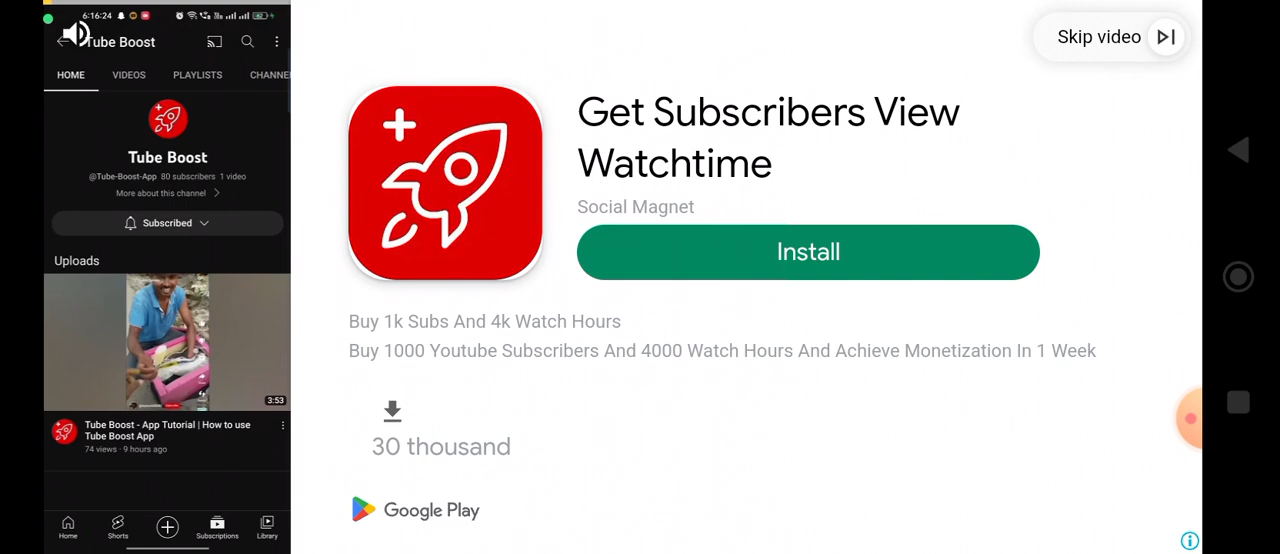 6:16:24
Tube Boost
HOME VIDEOS PLAYLISTS CHANNE
Tube Boost
@Tube-Boost-App 80 subscribers 1 video
More about this channel
Subscribed
Uploads
3:53
Tube Boost - App Tutorial | How to use
Tube Boost App
74 views · 9 hours ago
Home Shorts Subscriptions Library
Skip video
Get Subscribers View
Watchtime
Social Magnet
Install
Buy 1k Subs And 4k Watch Hours
Buy 1000 Youtube Subscribers And 4000 Watch Hours And Achieve Monetization In 1 Week
30 thousand
Google Play